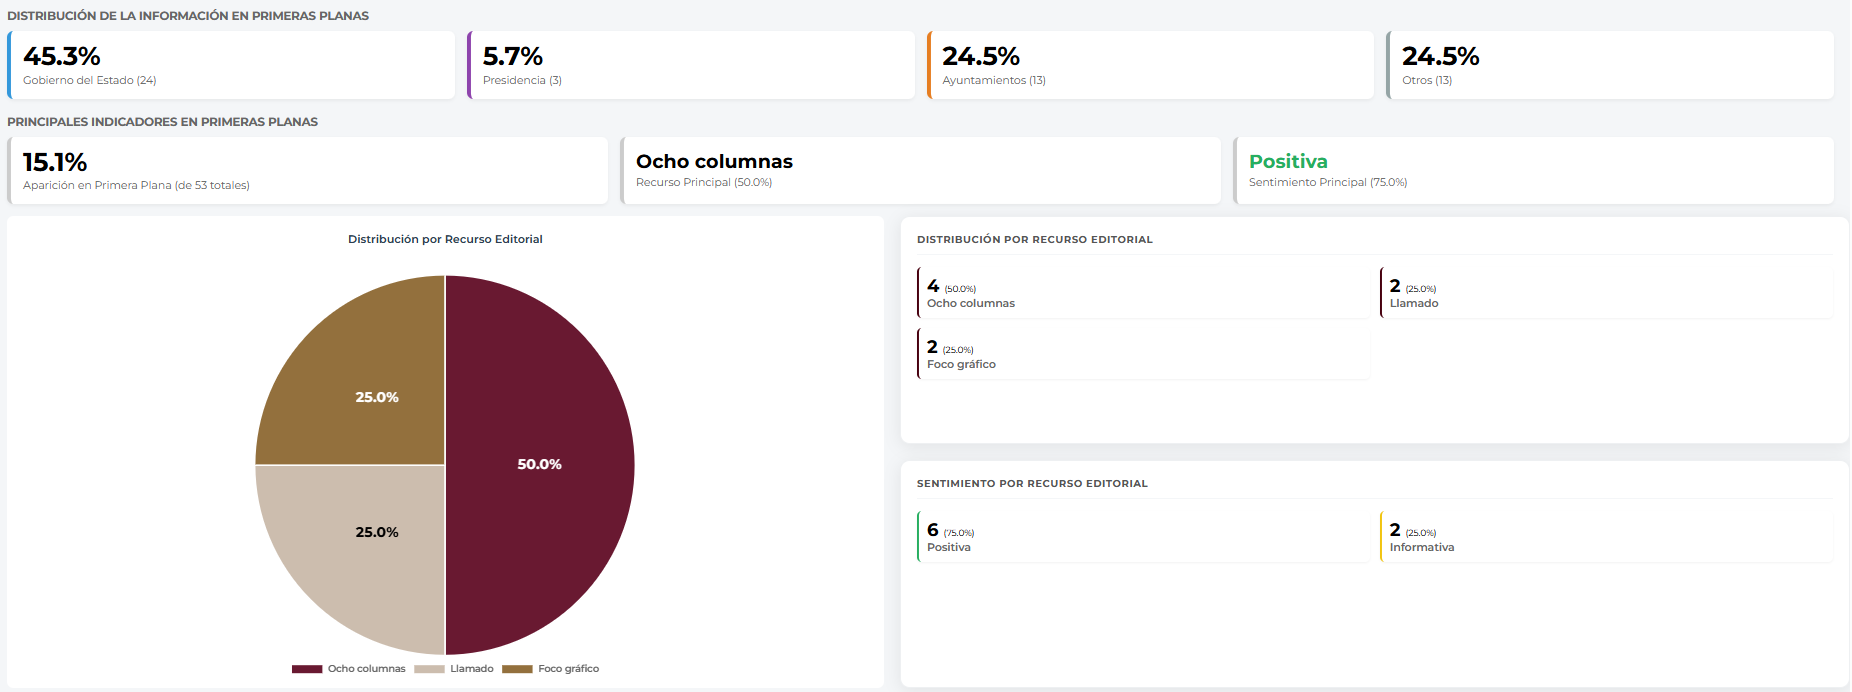 DISTRIBUCIÓN DE LA INFORMACIÓN EN PRIMERAS PLANAS
45.3%
Gobierno del Estado (24)
5.7%
Presidencia (3)
24.5%
Ayuntamientos (13)
24.5%
Otros (13)
PRINCIPALES INDICADORES EN PRIMERAS PLANAS
15.1%
Aparición en Primera Plana (de 53 totales)
Ocho columnas
Recurso Principal (50.0%)
Positiva
Sentimiento Principal (75.0%)
Distribución por Recurso Editorial
25.0%
50.0%
25.0%
Ocho columnas
Llamado
Foco gráfico
DISTRIBUCIÓN POR RECURSO EDITORIAL
4 (50.0%)
Ocho columnas
2 (25.0%)
Llamado
2 (25.0%)
Foco gráfico
SENTIMIENTO POR RECURSO EDITORIAL
6 (75.0%)
Positiva
2 (25.0%)
Informativa